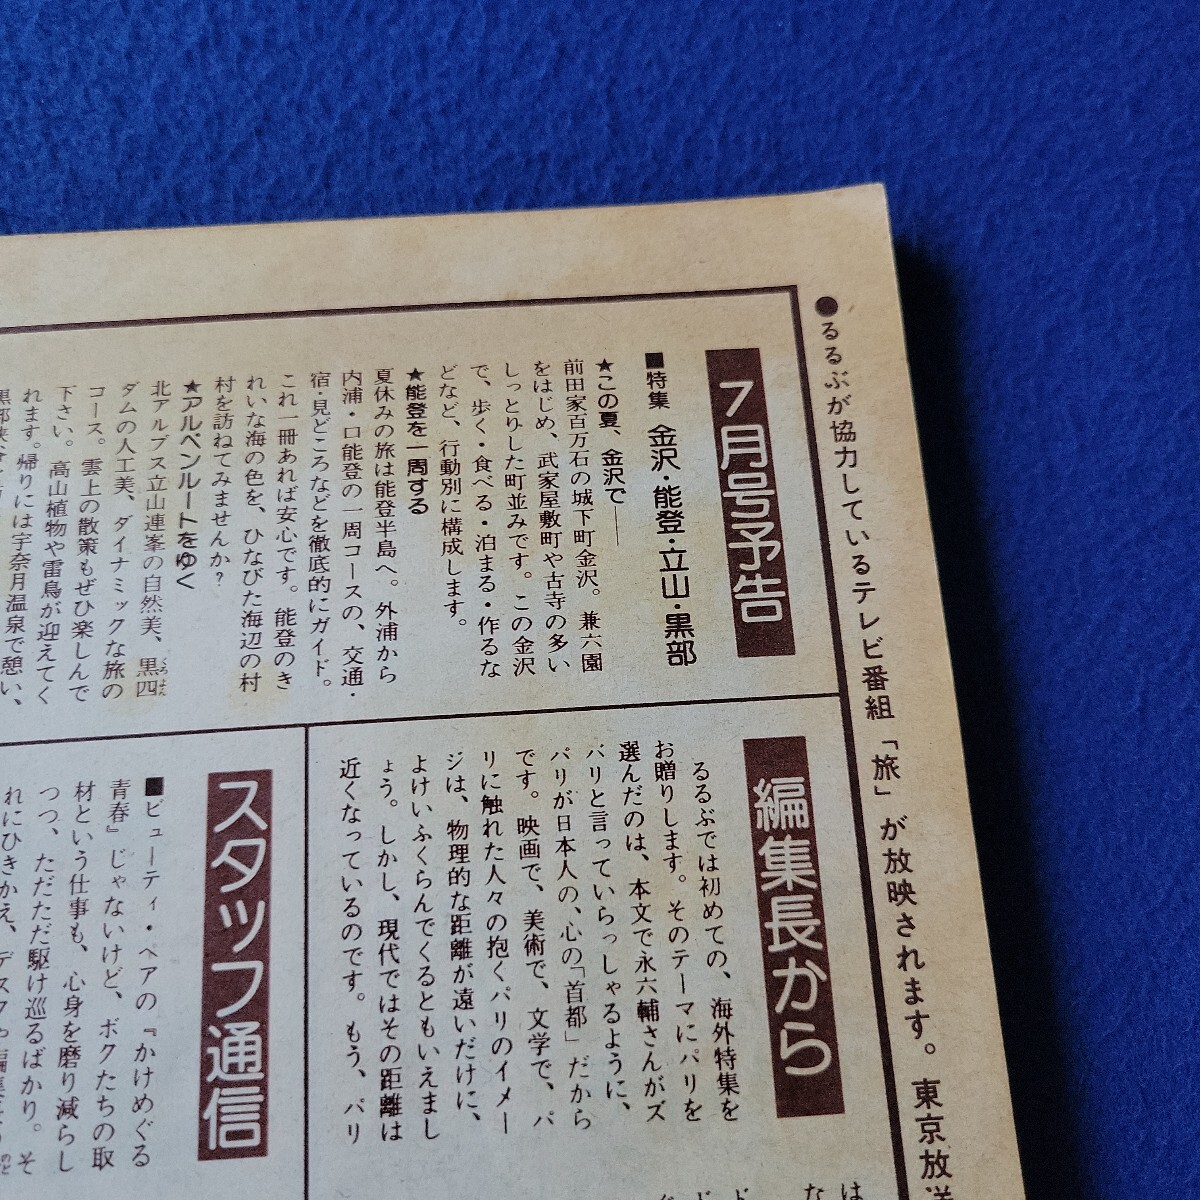 ●るるぶが協力しているテレビ番組「旅」が放映されます。東京放送
7月号予告
■特集 金沢・能登・立山・黒部
★この夏、金沢で――
前田家百万石の城下町金沢。兼六園
をはじめ、武家屋敷町や古寺の多い
しっとりした町並みです。この金沢
で、歩く・食べる・泊まる・作るな
どなど、行動別に構成します。
★能登を一周する
夏休みの旅は能登半島へ。外浦から
内浦・口能登の一周コースの、交通・
宿・見どころなどを徹底的にガイド。
これ一冊あれば安心です。能登のき
れいな海の色を、ひなびた海辺の村
村を訪ねてみませんか?
★アルペンルートをゆく
北アルプス立山連峯の自然美、黒四
くろよん
ダムの人工美、ダイナミックな旅の
コース。雲上の散策もぜひ楽しんで
下さい。高山植物や雷鳥が迎えてく
れます。帰りには宇奈月温泉で憩い、
編集長から
るるぶでは初めての、海外特集を
お贈りします。そのテーマにパリを
選んだのは、本文で永六輔さんがズ
バリと言っていらっしゃるように、
パリが日本人の、心の「首都」だから
です。映画で、美術で、文学で、パ
リに触れた人々の抱くパリのイメー
ジは、物理的な距離が遠いだけに、
よけいふくらんでくるともいえまし
ょう。しかし、現代ではその距離は
近くなっているのです。もう、パリ
スタッフ通信
■ビューティ・ペアの『かけめぐる
青春』じゃないけど、ボクたちの取
材という仕事も、心身を磨り減らし
つつ、ただただ駆け巡るばかり。そ
れにひきかえ、デスクや編集長の